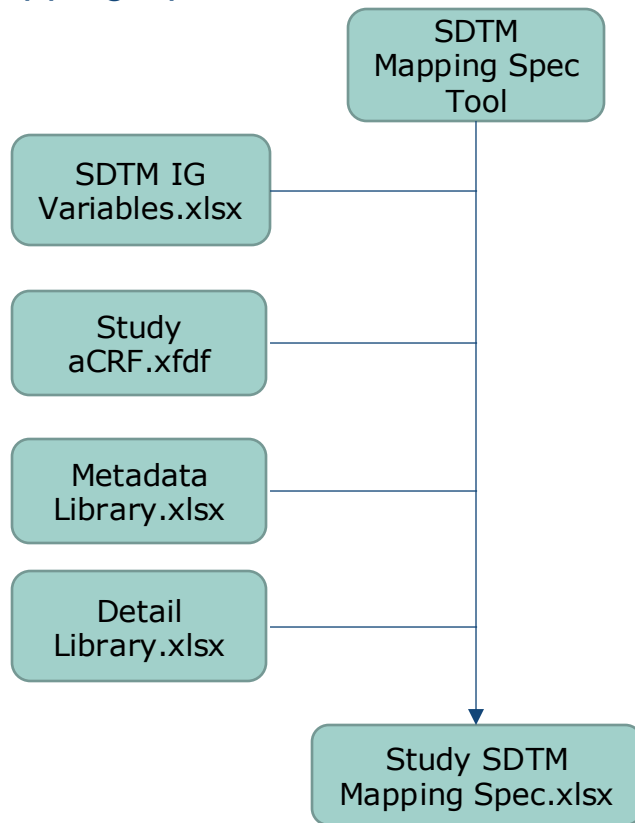 SDTM
Mapping Spec
Tool
SDTM IG
Variables.xlsx
Study
aCRF.xfdf
Metadata
Library.xlsx
Detail
Library.xlsx
Study SDTM
Mapping Spec.xlsx